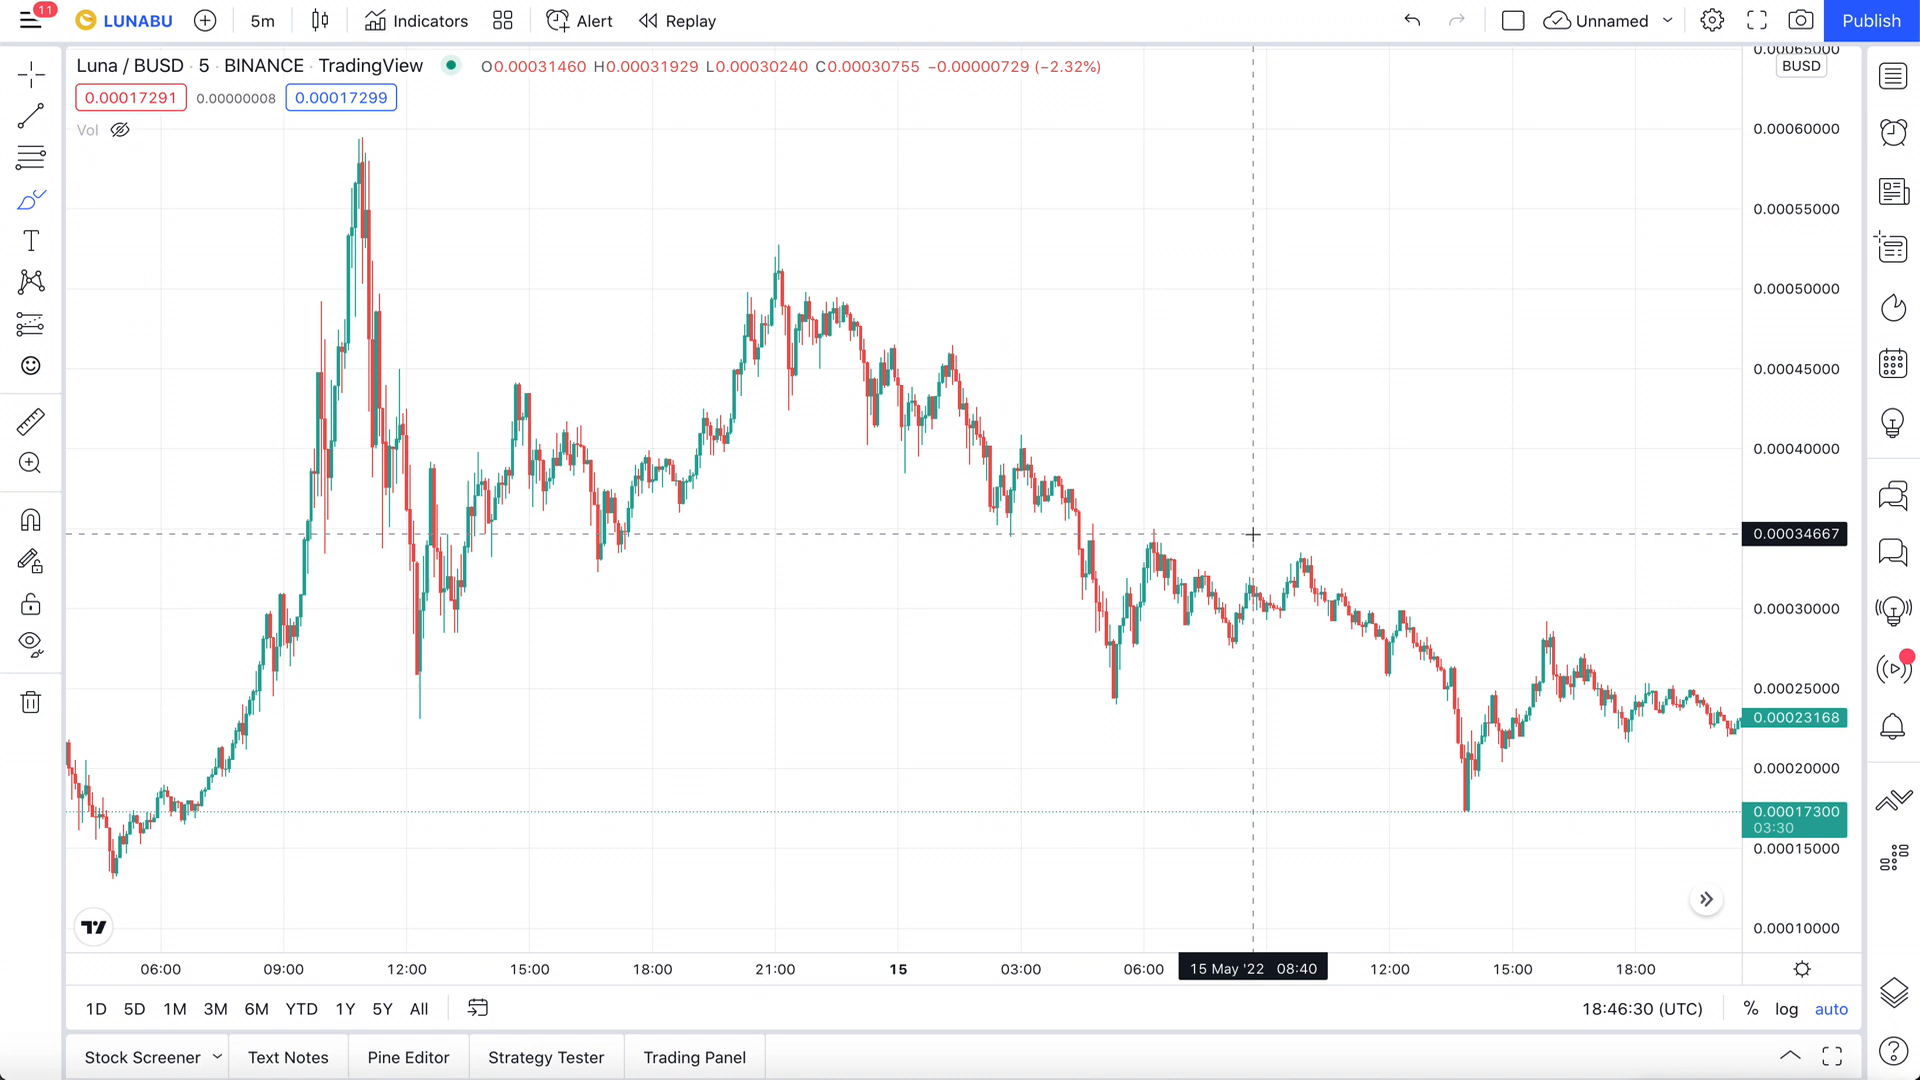 11
LUNABU
5m
Indicators
Alert
Replay
Unnamed
Publish
Luna / BUSD · 5 · BINANCE · TradingView
O0.00031460 H0.00031929 L0.00030240 C0.00030755 −0.00000729 (−2.32%)
0.00017291
0.00000008
0.00017299
Vol
0.00065000
BUSD
0.00060000
0.00055000
0.00050000
0.00045000
0.00040000
0.00034667
0.00030000
0.00025000
0.00023168
0.00020000
0.00017300
03:30
0.00015000
0.00010000
06:00
09:00
12:00
15:00
18:00
21:00
15
03:00
06:00
15 May '22 08:40
12:00
15:00
18:00
1D 5D 1M 3M 6M YTD 1Y 5Y All
18:46:30 (UTC)
%
log
auto
Stock Screener
Text Notes
Pine Editor
Strategy Tester
Trading Panel